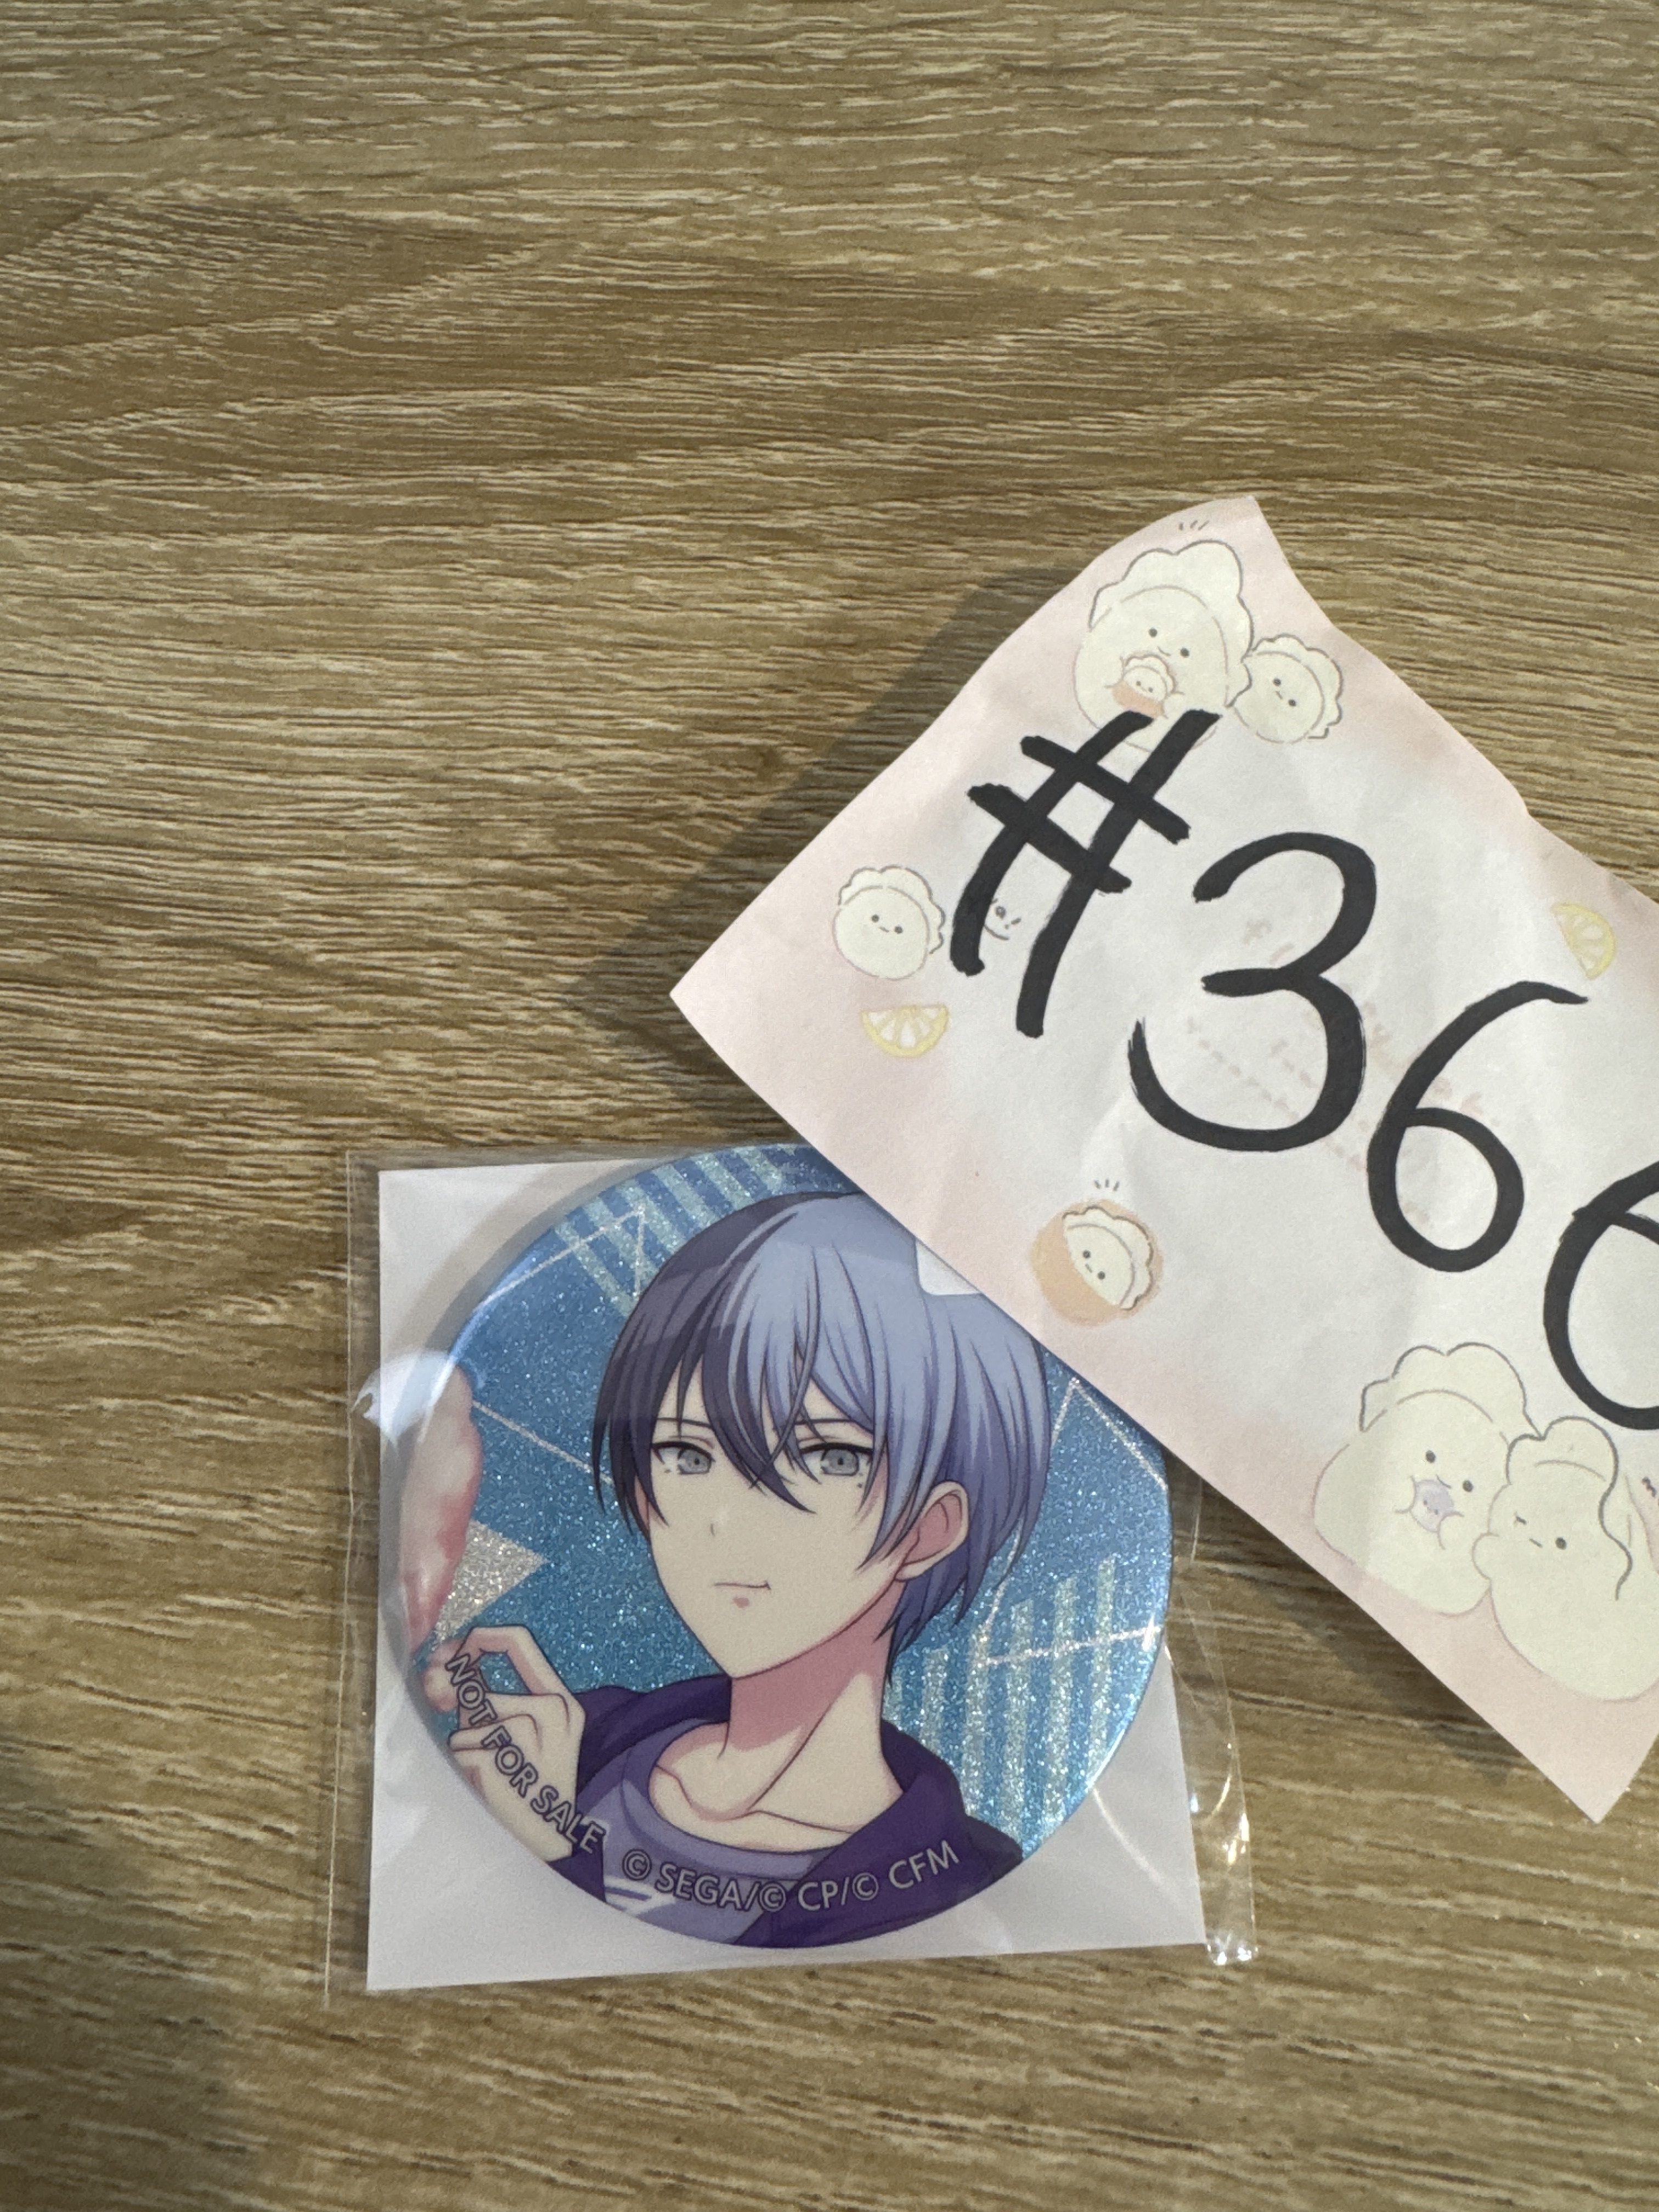 #366
NOT FOR SALE © SEGA/© CP/© CFM